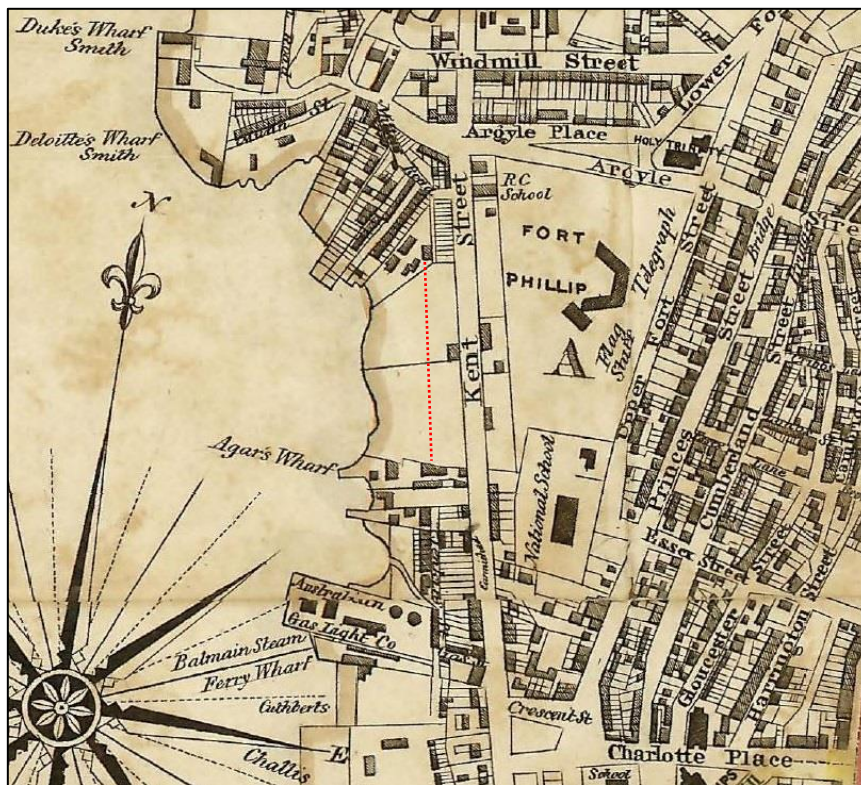 Duke's Wharf
Smith
Windmill Street
Lower
Deloitte's Wharf
Smith
Argyle Place
HOLY TRINITY
Argyle
R.C
School
Street
Kent
N
FORT
PHILLIP
A
Flag
Staff
Telegraph
Upper Fort Street
Princes Street
Bridge
Cumberland Street
Agar's Wharf
National School
Essex Street
Lane
Gloucester
Harrington Street
Australian
Gas Light Co
Balmain Steam
Ferry Wharf
Cuthberts
Challis
E
Crescent St
Charlotte Place
School